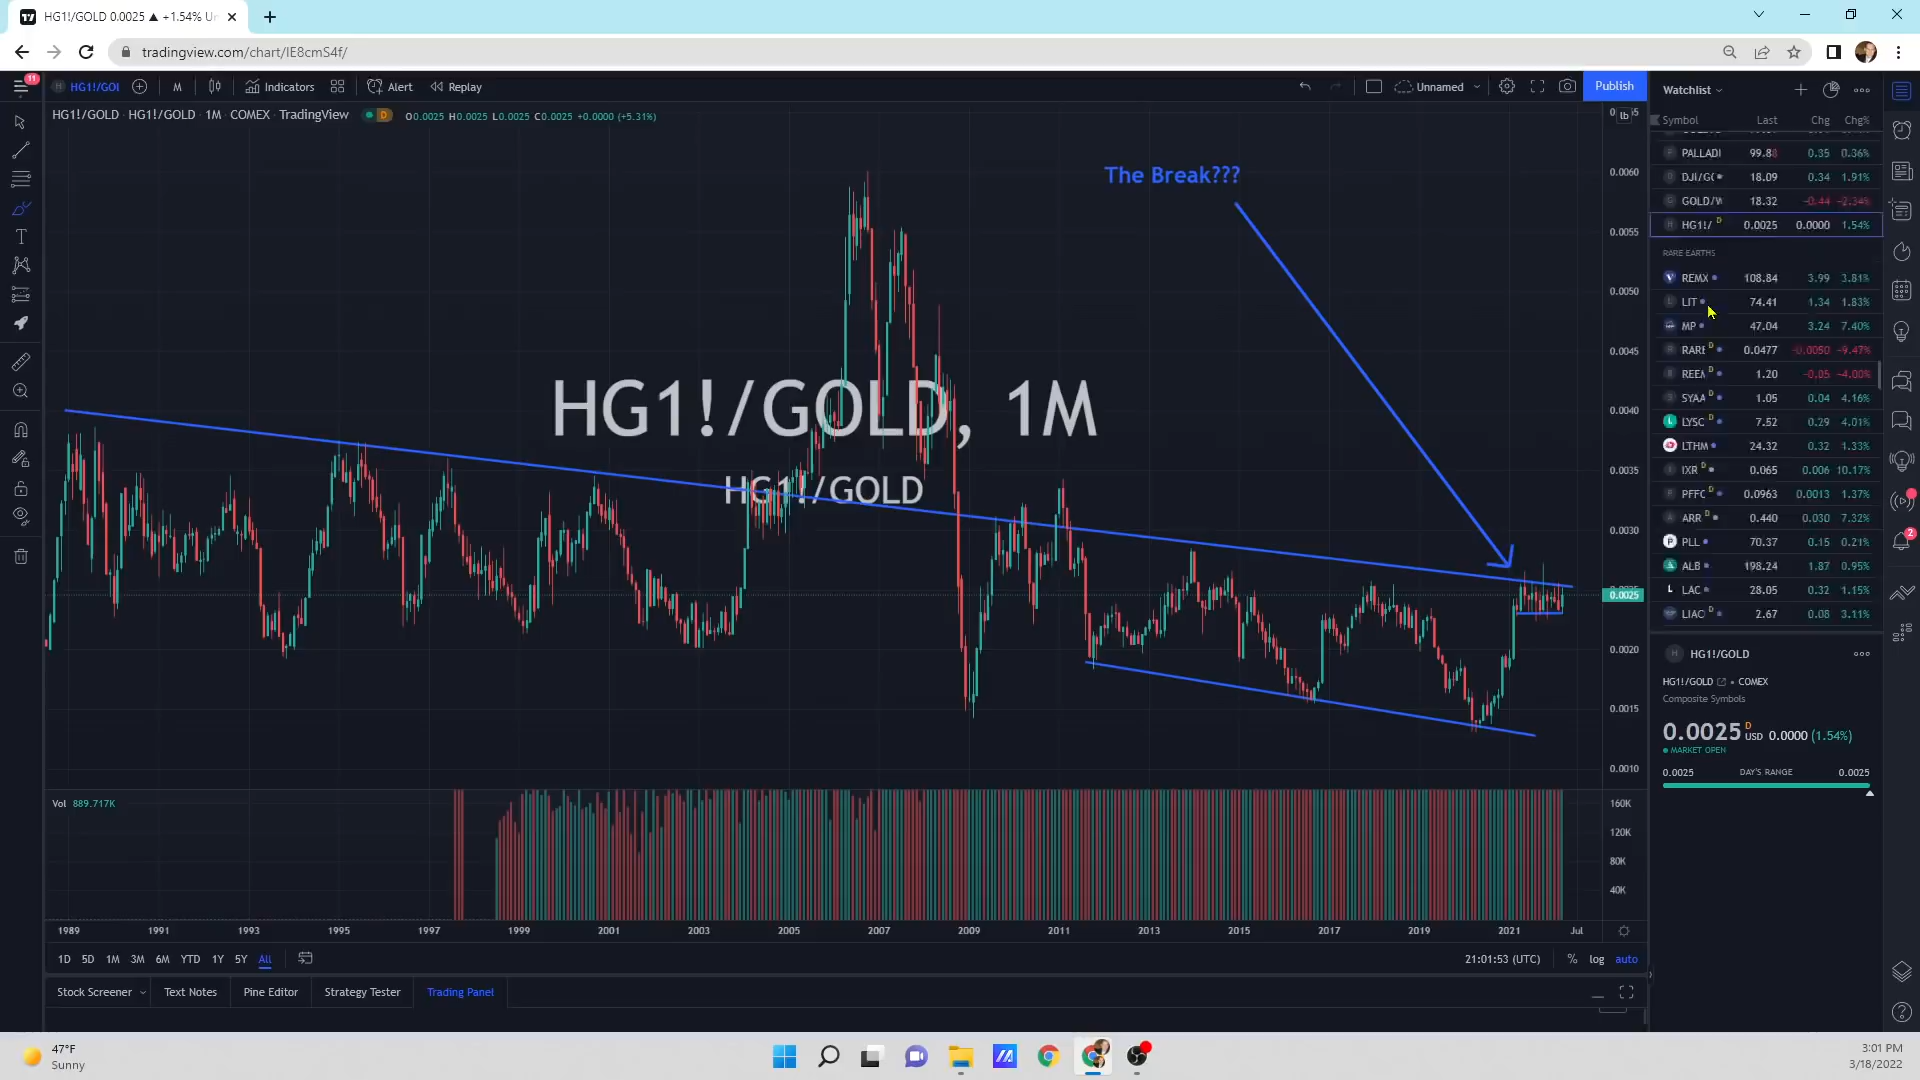 HG1!/GOLD 0.0025 ▲ +1.54% Un
tradingview.com/chart/IE8cmS4f/
11
HG1!/GOL M Indicators Alert Replay Unnamed Publish
HG1!/GOLD · HG1!/GOLD · 1M · COMEX · TradingView D O0.0025 H0.0025 L0.0025 C0.0025 +0.0000 (+5.31%)
lb
The Break???
HG1!/GOLD, 1M
HG1!/GOLD
0.0060
0.0055
0.0050
0.0045
0.0040
0.0035
0.0030
0.0025
0.0020
0.0015
0.0010
Vol 889.717K
160K
120K
80K
40K
1989 1991 1993 1995 1997 1999 2001 2003 2005 2007 2009 2011 2013 2015 2017 2019 2021 Jul
1D 5D 1M 3M 6M YTD 1Y 5Y All 21:01:53 (UTC) % log auto
Stock Screener Text Notes Pine Editor Strategy Tester Trading Panel
Watchlist
Symbol Last Chg Chg%
PALLADI 99.88 0.35 0.36%
DJI/G 18.09 0.34 1.91%
GOLD/ 18.32 -0.44 -2.34%
HG1!/ D 0.0025 0.0000 1.54%
RARE EARTHS
REMX 108.84 3.99 3.81%
LIT 74.41 1.34 1.83%
MP 47.04 3.24 7.40%
RARE D 0.0477 -0.0050 -9.47%
REE D 1.20 -0.05 -4.00%
SYAA D 1.05 0.04 4.16%
LYSC D 7.52 0.29 4.01%
LTHM 24.32 0.32 1.33%
IXR D 0.065 0.006 10.17%
PFFC D 0.0963 0.0013 1.37%
ARR D 0.440 0.030 7.32%
PLL 70.37 0.15 0.21%
ALB 198.24 1.87 0.95%
LAC 28.05 0.32 1.15%
LIAC D 2.67 0.08 3.11%
HG1!/GOLD
HG1!/GOLD • COMEX
Composite Symbols
0.0025 D USD 0.0000 (1.54%)
MARKET OPEN
0.0025 DAY'S RANGE 0.0025
2
47°F
Sunny
3:01 PM
3/18/2022